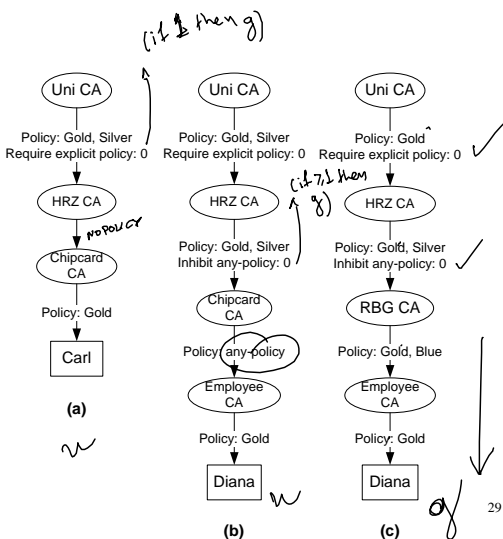 (if 1 then g)
Uni CA
Policy: Gold, Silver
Require explicit policy: 0
HRZ CA
NO POLICY
Chipcard
CA
Policy: Gold
Carl
(a)
Uni CA
Policy: Gold, Silver
Require explicit policy: 0
HRZ CA
(if ≥1 then
g)
Policy: Gold, Silver
Inhibit any-policy: 0
Chipcard
CA
Policy: any-policy
Employee
CA
Policy: Gold
Diana
(b)
Uni CA
Policy: Gold
Require explicit policy: 0
HRZ CA
Policy: Gold, Silver
Inhibit any-policy: 0
RBG CA
Policy: Gold, Blue
Employee
CA
Policy: Gold
Diana
g
(c)
29